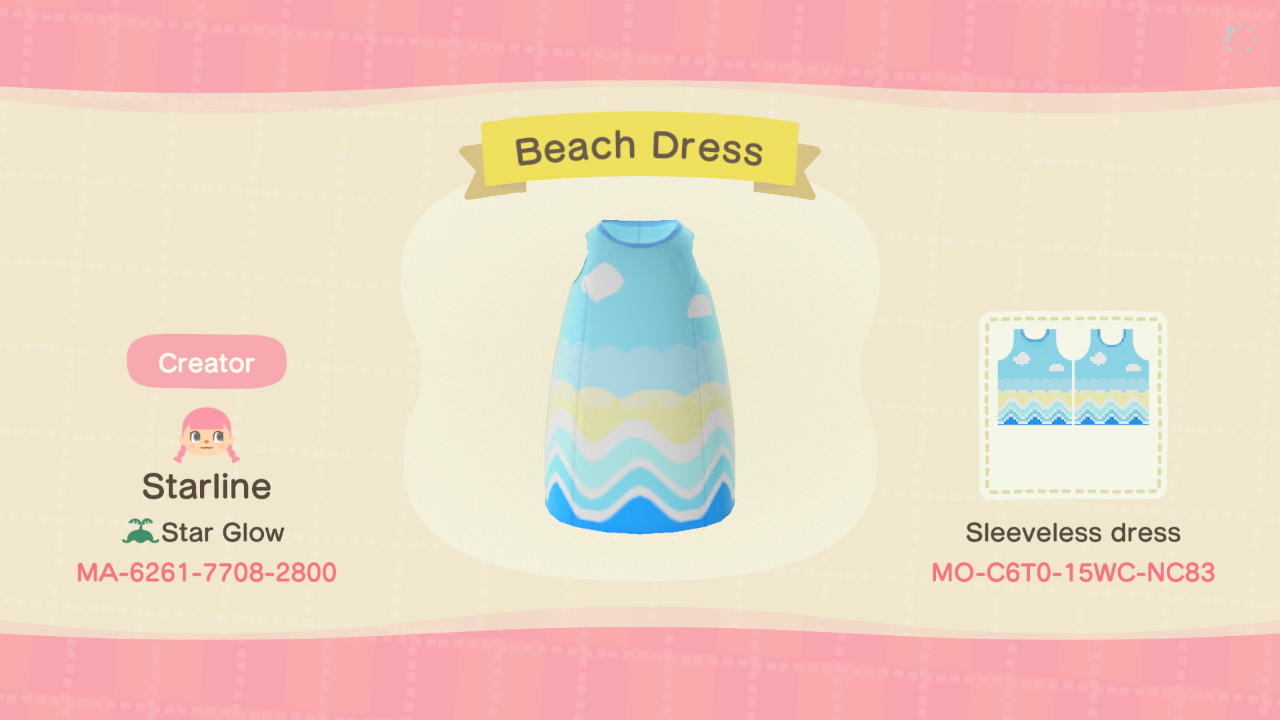 Beach Dress
Creator
Starline
Star Glow
MA-6261-7708-2800
Sleeveless dress
MO-C6T0-15WC-NC83